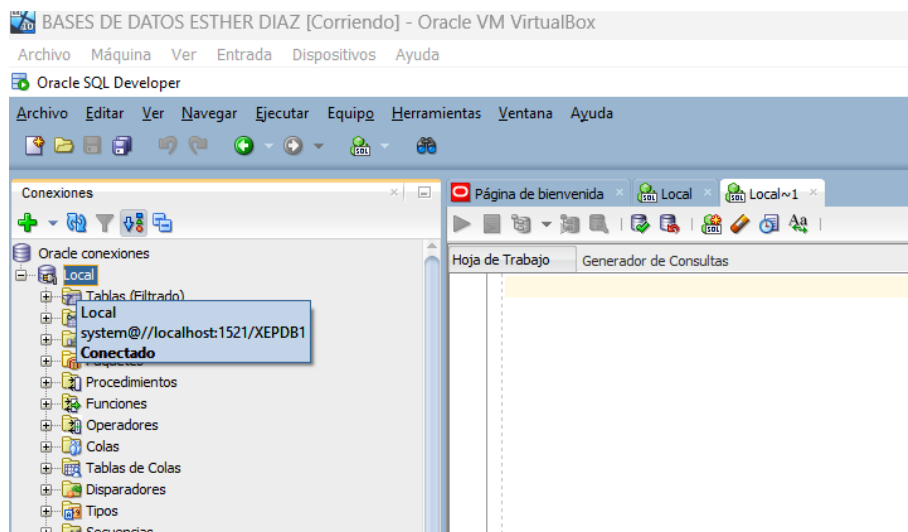 BASES DE DATOS ESTHER DIAZ [Corriendo] - Oracle VM VirtualBox
Archivo Máquina Ver Entrada Dispositivos Ayuda
Oracle SQL Developer
Archivo Editar Ver Navegar Ejecutar Equipo Herramientas Ventana Ayuda
Conexiones
Página de bienvenida Local Local~1
Oracle conexiones
Hoja de Trabajo Generador de Consultas
Local
Tablas (Filtrado)
Local
system@//localhost:1521/XEPDB1
Conectado
Paquetes
Procedimientos
Funciones
Operadores
Colas
Tablas de Colas
Disparadores
Tipos
Secuencias